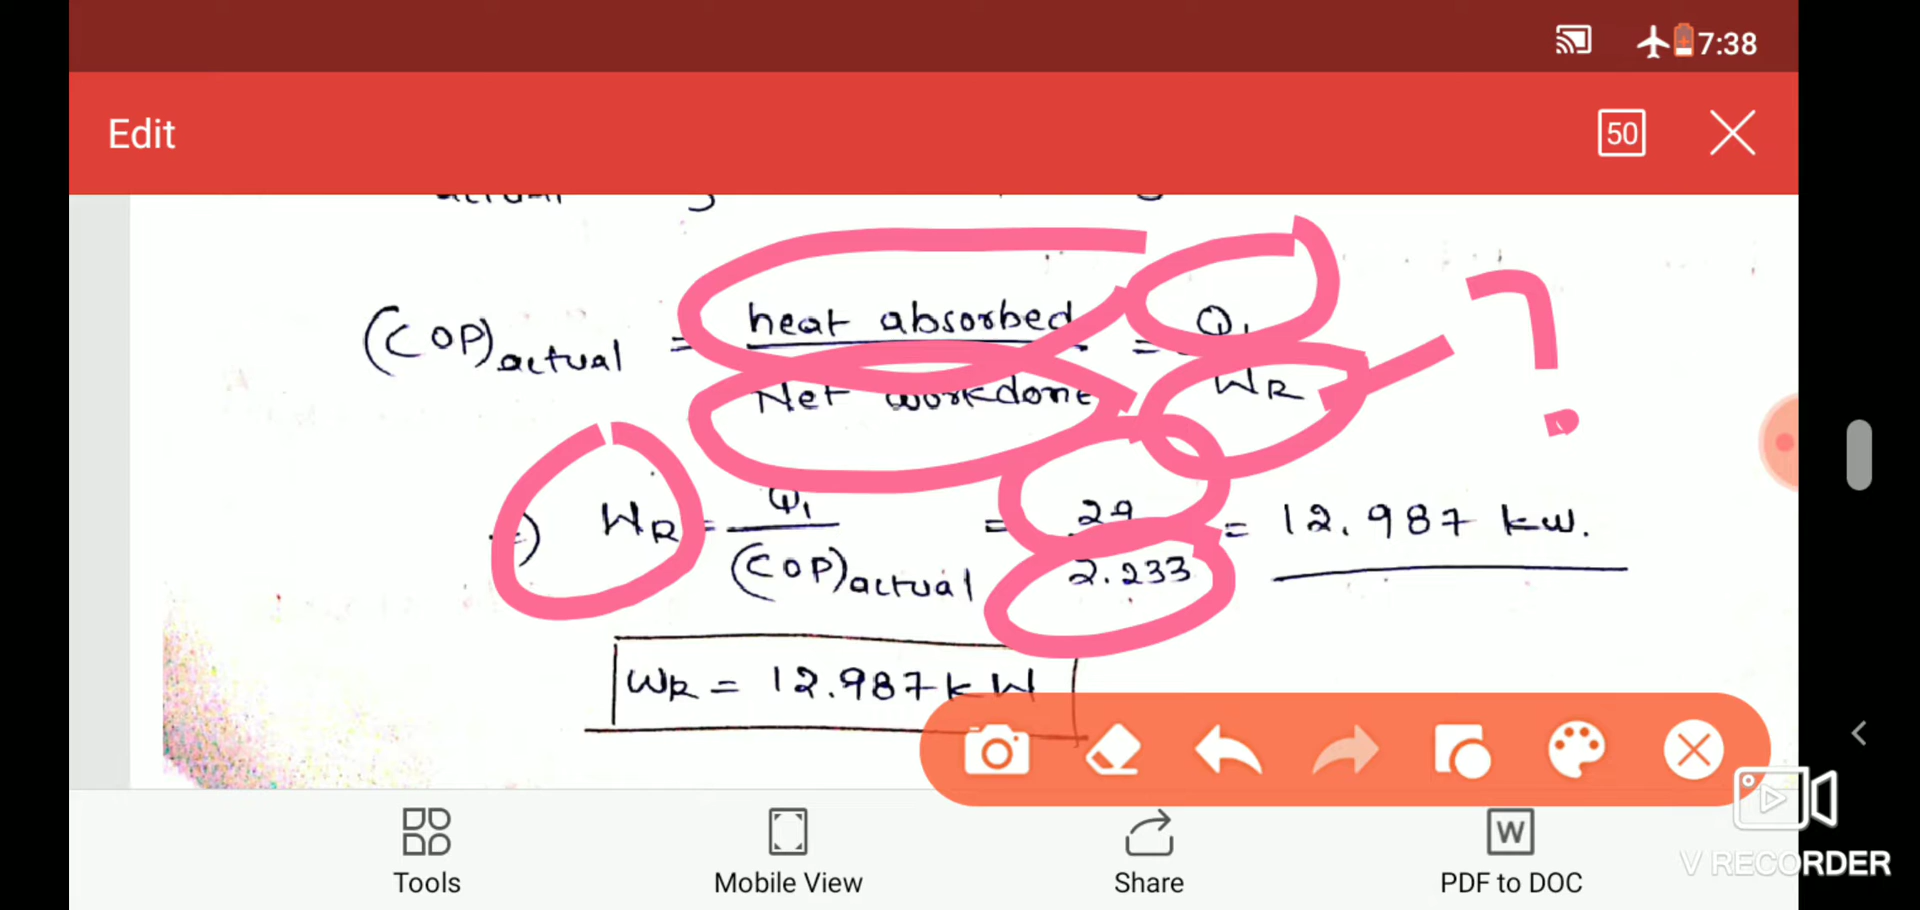 7:38
Edit
50
(COP)actual = heat absorbed / Net workdone = Q1 / WR
?
=) WR = Q1 / (COP)actual = 29 / 2.233 = 12.987 kW.
WR = 12.987 kW
Tools
Mobile View
Share
W
PDF to DOC
V RECORDER